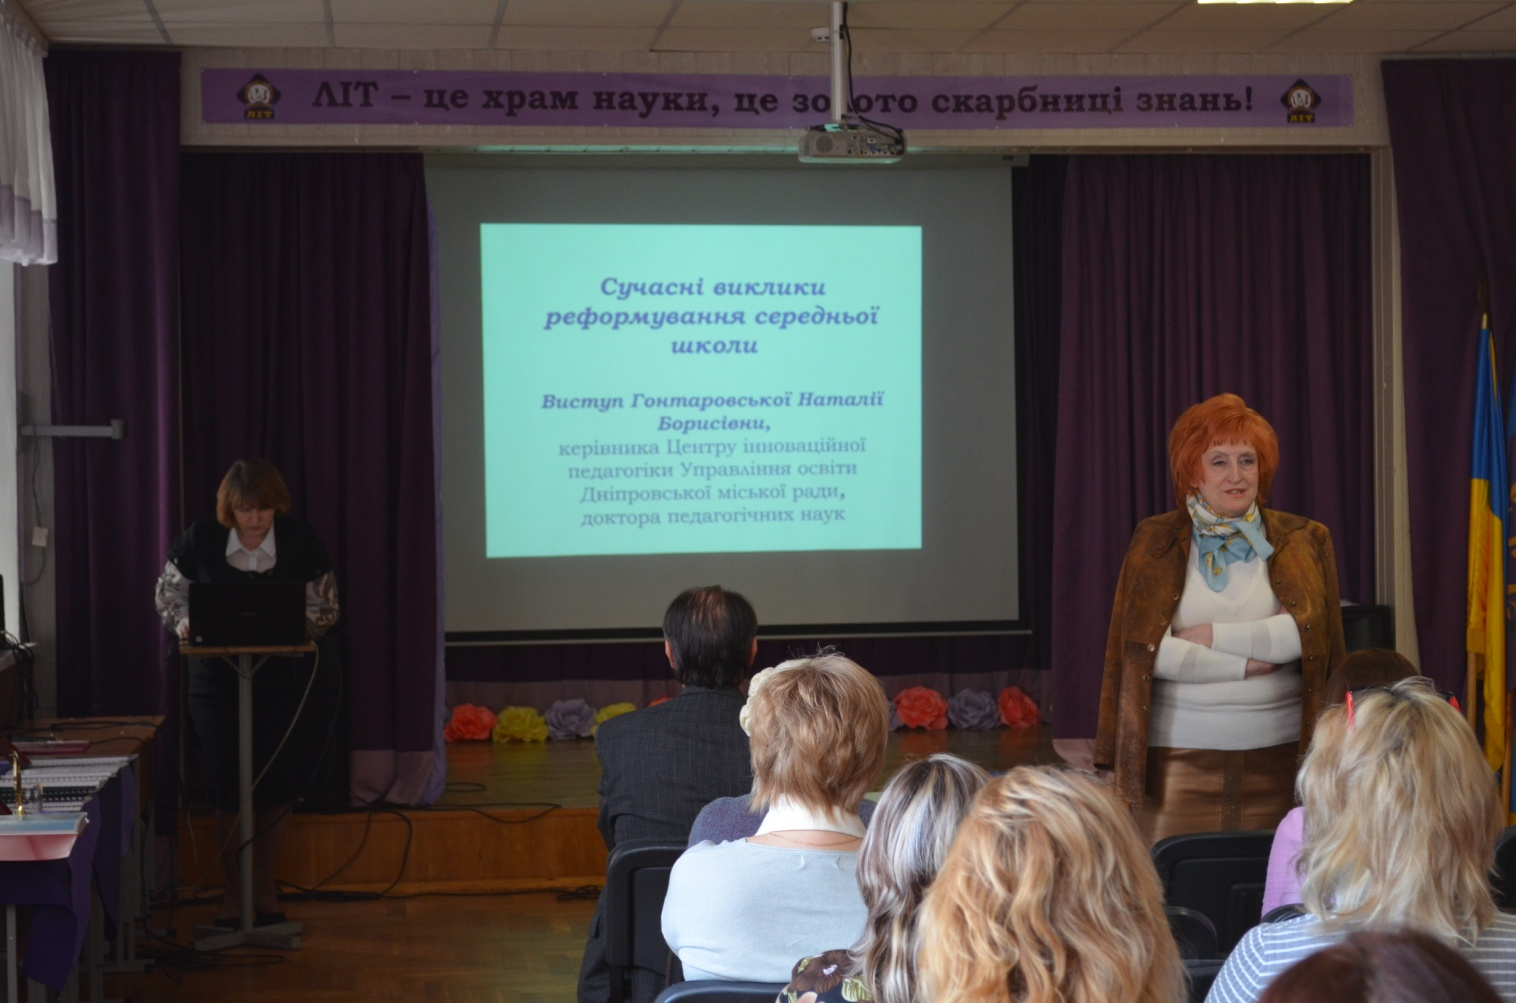 ЛІТ – це храм науки, це золото скарбниці знань!
ЛІТ
ЛІТ
Сучасні виклики
реформування середньої
школи
Виступ Гонтаровської Наталії
Борисівни,
керівника Центру інноваційної
педагогіки Управління освіти
Дніпровської міської ради,
доктора педагогічних наук